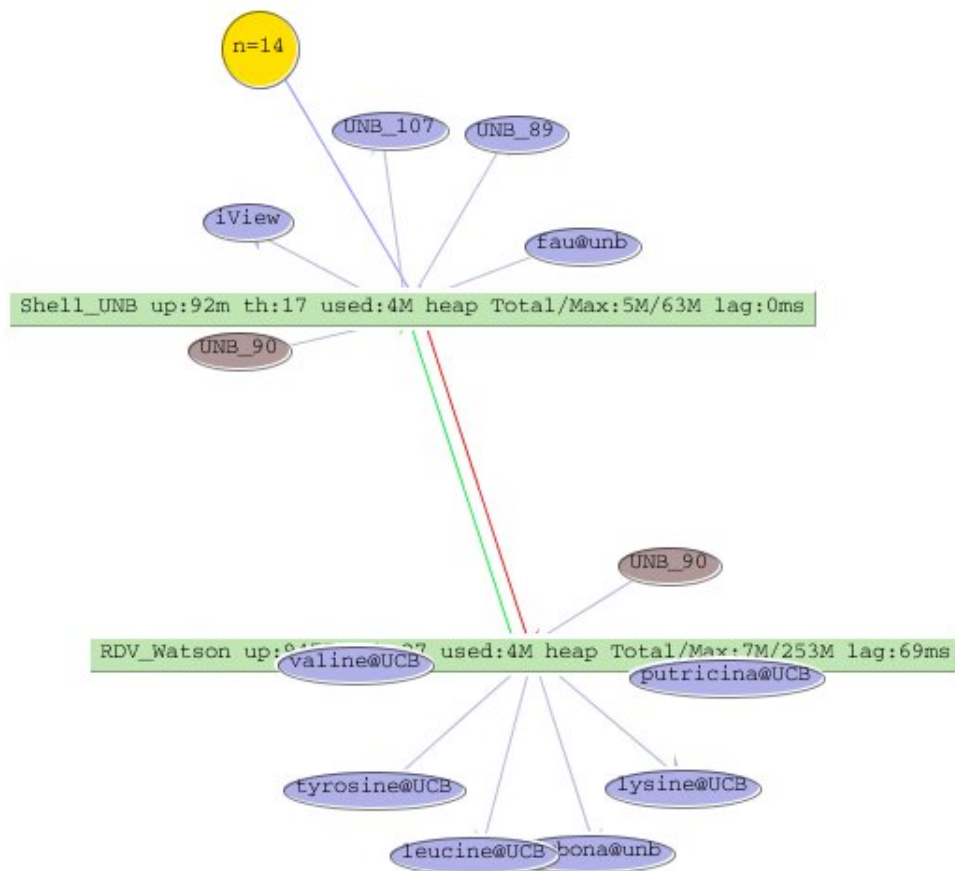 n=14
UNB_107
UNB_89
iView
fau@unb
Shell_UNB up:92m th:17 used:4M heap Total/Max:5M/63M lag:0ms
UNB_90
UNB_90
RDV_Watson used:4M heap Total/Max:7M/253M lag:69ms
valine@UCB
putricina@UCB
tyrosine@UCB
lysine@UCB
leucine@UCB
bona@unb